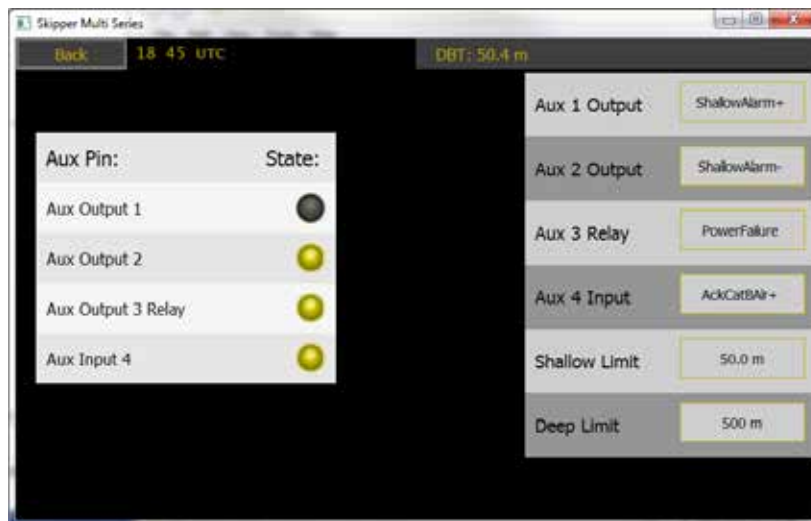 Skipper Multi Series
Back 18 45 UTC DBT: 50.4 m
Aux Pin: State:
Aux Output 1
Aux Output 2
Aux Output 3 Relay
Aux Input 4
Aux 1 Output ShallowAlarm+
Aux 2 Output ShallowAlarm-
Aux 3 Relay PowerFailure
Aux 4 Input AckCatBAlr+
Shallow Limit 50.0 m
Deep Limit 500 m